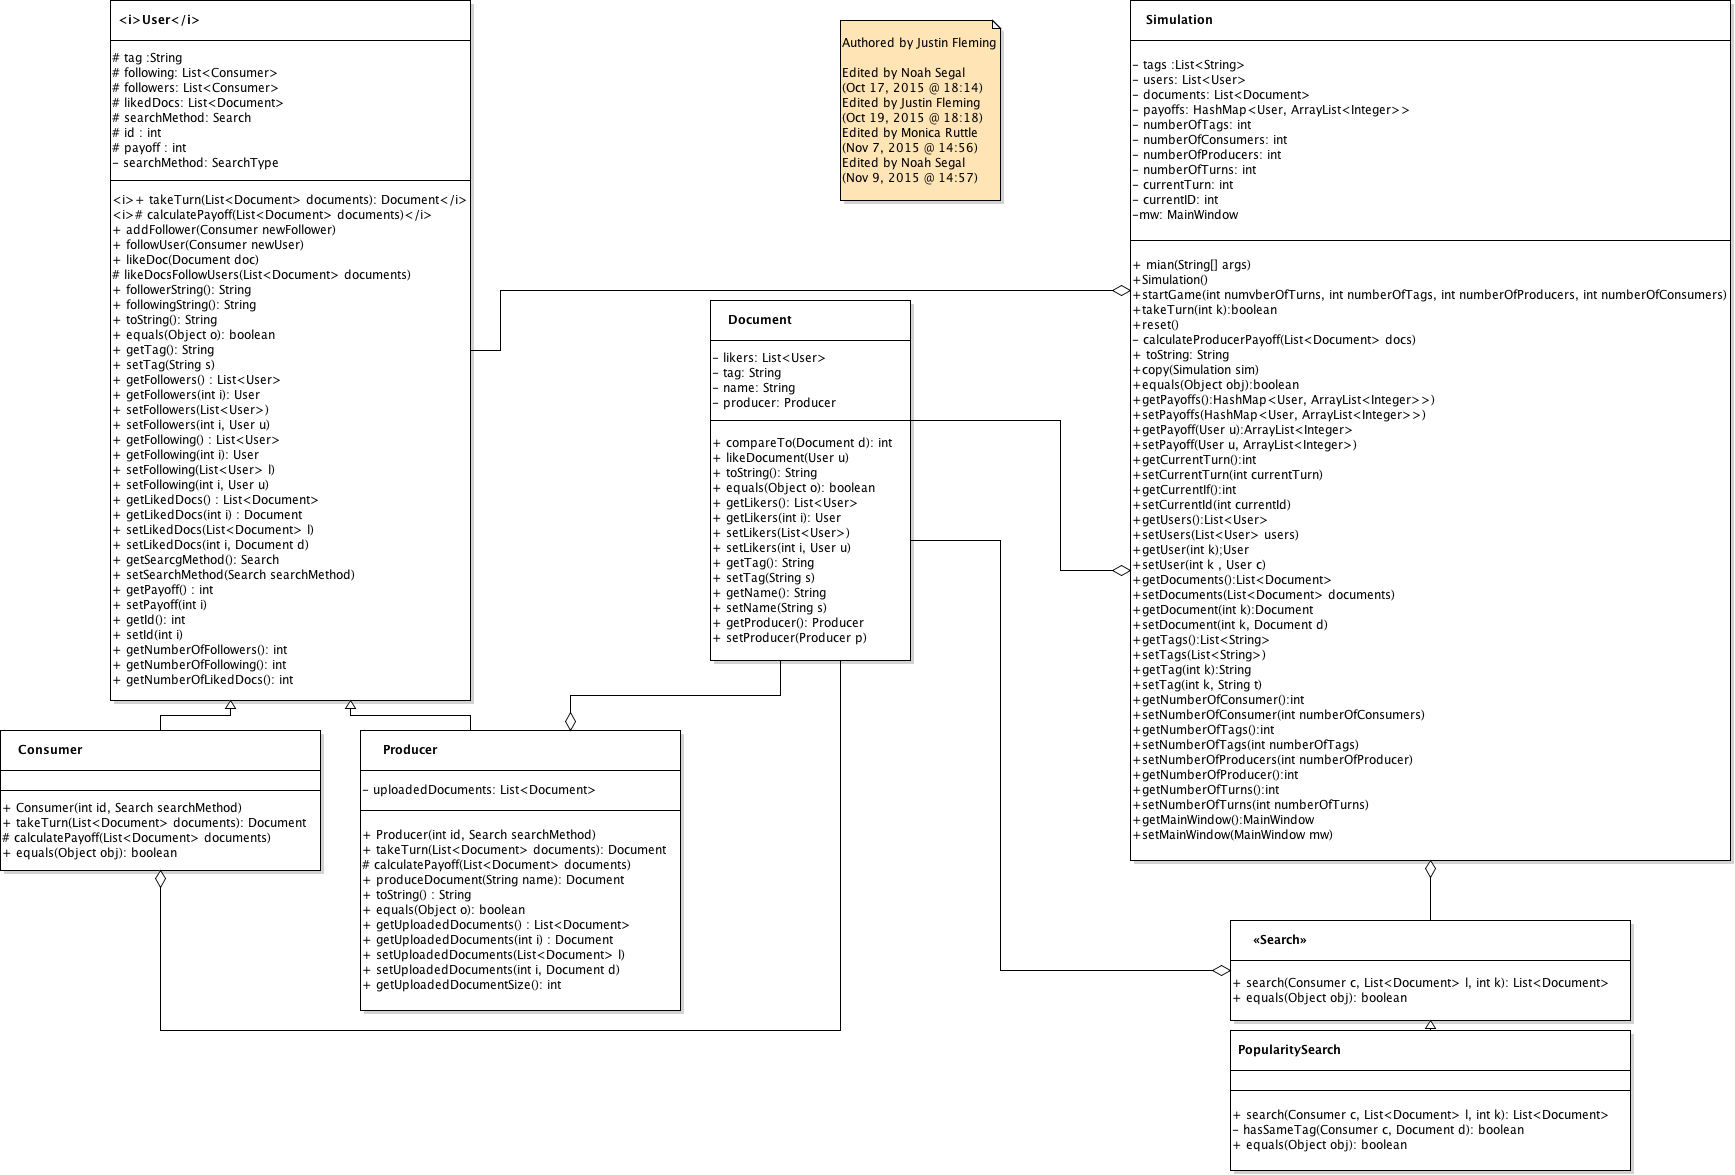 <i>User</i>
# tag :String
# following: List<Consumer>
# followers: List<Consumer>
# likedDocs: List<Document>
# searchMethod: Search
# id : int
# payoff : int
- searchMethod: SearchType
<i>+ takeTurn(List<Document> documents): Document</i>
<i># calculatePayoff(List<Document> documents)</i>
+ addFollower(Consumer newFollower)
+ followUser(Consumer newUser)
+ likeDoc(Document doc)
# likeDocsFollowUsers(List<Document> documents)
+ followerString(): String
+ followingString(): String
+ toString(): String
+ equals(Object o): boolean
+ getTag(): String
+ setTag(String s)
+ getFollowers() : List<User>
+ getFollowers(int i): User
+ setFollowers(List<User>)
+ setFollowers(int i, User u)
+ getFollowing() : List<User>
+ getFollowing(int i): User
+ setFollowing(List<User> l)
+ setFollowing(int i, User u)
+ getLikedDocs() : List<Document>
+ getLikedDocs(int i) : Document
+ setLikedDocs(List<Document> l)
+ setLikedDocs(int i, Document d)
+ getSearcgMethod(): Search
+ setSearchMethod(Search searchMethod)
+ getPayoff() : int
+ setPayoff(int i)
+ getId(): int
+ setId(int i)
+ getNumberOfFollowers(): int
+ getNumberOfFollowing(): int
+ getNumberOfLikedDocs(): int
Authored by Justin Fleming
Edited by Noah Segal
(Oct 17, 2015 @ 18:14)
Edited by Justin Fleming
(Oct 19, 2015 @ 18:18)
Edited by Monica Ruttle
(Nov 7, 2015 @ 14:56)
Edited by Noah Segal
(Nov 9, 2015 @ 14:57)
Simulation
- tags :List<String>
- users: List<User>
- documents: List<Document>
- payoffs: HashMap<User, ArrayList<Integer>>
- numberOfTags: int
- numberOfConsumers: int
- numberOfProducers: int
- numberOfTurns: int
- currentTurn: int
- currentID: int
-mw: MainWindow
+ mian(String[] args)
+Simulation()
+startGame(int numvberOfTurns, int numberOfTags, int numberOfProducers, int numberOfConsumers)
+takeTurn(int k):boolean
+reset()
- calculateProducerPayoff(List<Document> docs)
+ toString: String
+copy(Simulation sim)
+equals(Object obj):boolean
+getPayoffs():HashMap<User, ArrayList<Integer>>)
+setPayoffs(HashMap<User, ArrayList<Integer>>)
+getPayoff(User u):ArrayList<Integer>
+setPayoff(User u, ArrayList<Integer>)
+getCurrentTurn():int
+setCurrentTurn(int currentTurn)
+getCurrentIf():int
+setCurrentId(int currentId)
+getUsers():List<User>
+setUsers(List<User> users)
+getUser(int k);User
+setUser(int k , User c)
+getDocuments():List<Document>
+setDocuments(List<Document> documents)
+getDocument(int k):Document
+setDocument(int k, Document d)
+getTags():List<String>
+setTags(List<String>)
+getTag(int k):String
+setTag(int k, String t)
+getNumberOfConsumer():int
+setNumberOfConsumer(int numberOfConsumers)
+getNumberOfTags():int
+setNumberOfTags(int numberOfTags)
+setNumberOfProducers(int numberOfProducer)
+getNumberOfProducer():int
+getNumberOfTurns():int
+setNumberOfTurns(int numberOfTurns)
+getMainWindow():MainWindow
+setMainWindow(MainWindow mw)
Document
- likers: List<User>
- tag: String
- name: String
- producer: Producer
+ compareTo(Document d): int
+ likeDocument(User u)
+ toString(): String
+ equals(Object o): boolean
+ getLikers(): List<User>
+ getLikers(int i): User
+ setLikers(List<User>)
+ setLikers(int i, User u)
+ getTag(): String
+ setTag(String s)
+ getName(): String
+ setName(String s)
+ getProducer(): Producer
+ setProducer(Producer p)
Consumer
+ Consumer(int id, Search searchMethod)
+ takeTurn(List<Document> documents): Document
# calculatePayoff(List<Document> documents)
+ equals(Object obj): boolean
Producer
- uploadedDocuments: List<Document>
+ Producer(int id, Search searchMethod)
+ takeTurn(List<Document> documents): Document
# calculatePayoff(List<Document> documents)
+ produceDocument(String name): Document
+ toString() : String
+ equals(Object o): boolean
+ getUploadedDocuments() : List<Document>
+ getUploadedDocuments(int i) : Document
+ setUploadedDocuments(List<Document> l)
+ setUploadedDocuments(int i, Document d)
+ getUploadedDocumentSize(): int
«Search»
+ search(Consumer c, List<Document> l, int k): List<Document>
+ equals(Object obj): boolean
PopularitySearch
+ search(Consumer c, List<Document> l, int k): List<Document>
- hasSameTag(Consumer c, Document d): boolean
+ equals(Object obj): boolean